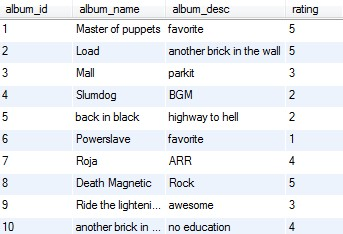 album_id album_name album_desc rating
1 Master of puppets favorite 5
2 Load another brick in the wall 5
3 Mall parkit 3
4 Slumdog BGM 2
5 back in black highway to hell 2
6 Powerslave favorite 1
7 Roja ARR 4
8 Death Magnetic Rock 5
9 Ride the lighteni... awesome 3
10 another brick in ... no education 4